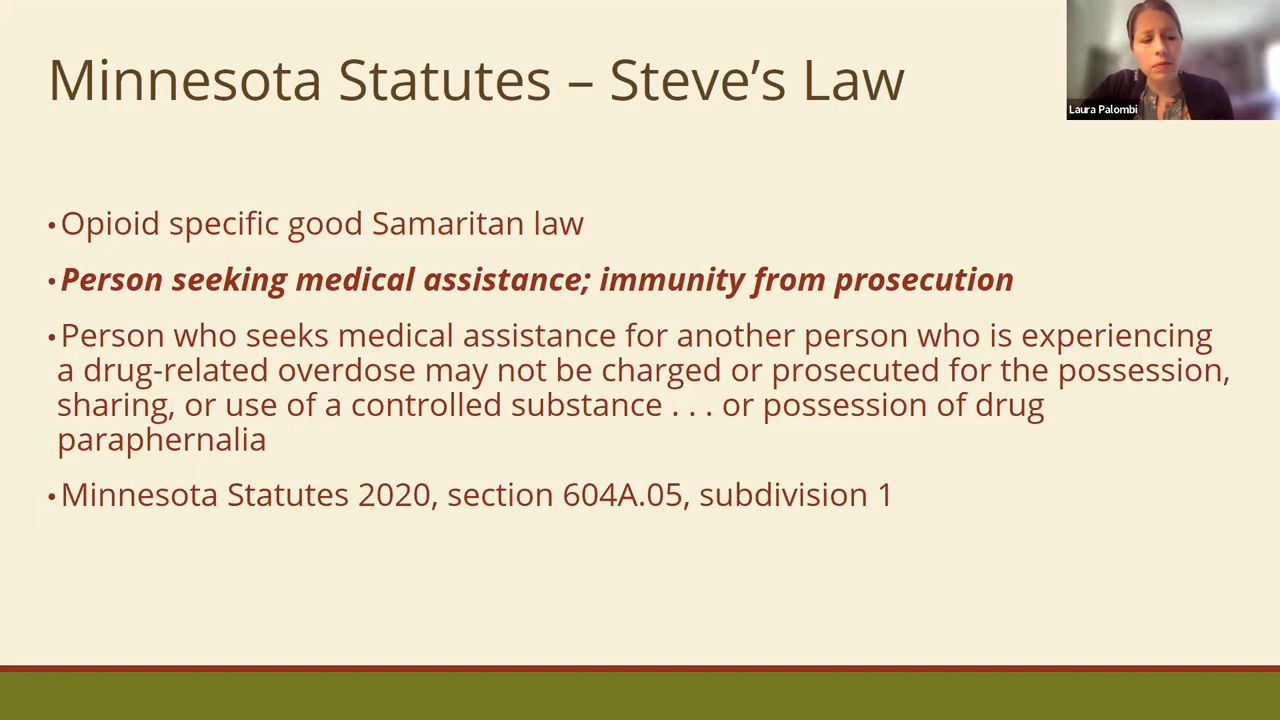 Minnesota Statutes – Steve’s Law
Laura Palombi
•Opioid specific good Samaritan law
•Person seeking medical assistance; immunity from prosecution
•Person who seeks medical assistance for another person who is experiencing
a drug-related overdose may not be charged or prosecuted for the possession,
sharing, or use of a controlled substance . . . or possession of drug
paraphernalia
•Minnesota Statutes 2020, section 604A.05, subdivision 1